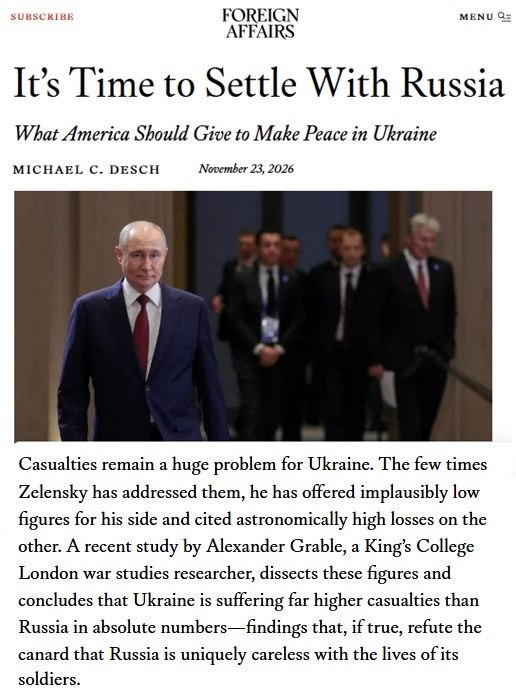 SUBSCRIBE
FOREIGN
AFFAIRS
MENU
It's Time to Settle With Russia
What America Should Give to Make Peace in Ukraine
MICHAEL C. DESCH November 23, 2026
Casualties remain a huge problem for Ukraine. The few times
Zelensky has addressed them, he has offered implausibly low
figures for his side and cited astronomically high losses on the
other. A recent study by Alexander Grable, a King's College
London war studies researcher, dissects these figures and
concludes that Ukraine is suffering far higher casualties than
Russia in absolute numbers—findings that, if true, refute the
canard that Russia is uniquely careless with the lives of its
soldiers.